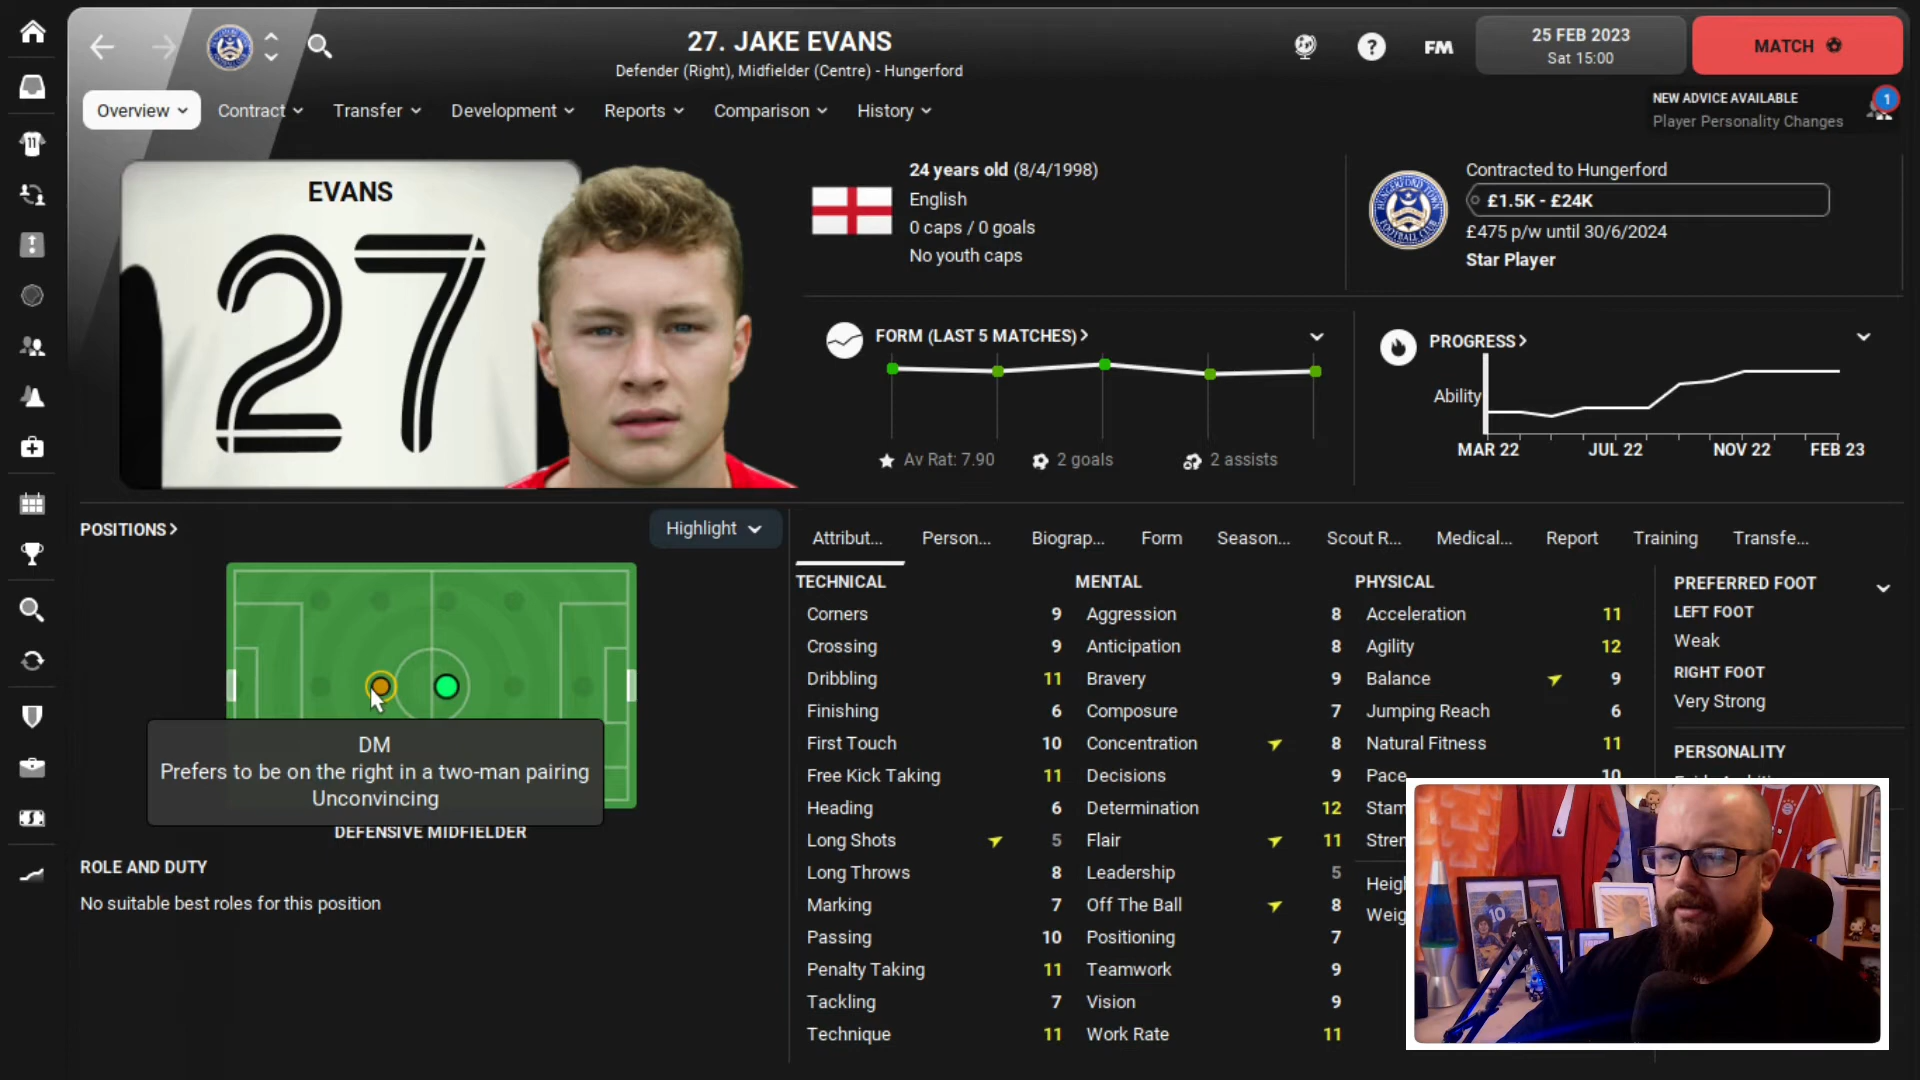 27. JAKE EVANS
Defender (Right), Midfielder (Centre) - Hungerford
FM
25 FEB 2023
Sat 15:00
MATCH
Overview
Contract
Transfer
Development
Reports
Comparison
History
NEW ADVICE AVAILABLE
Player Personality Changes
1
EVANS
27
24 years old (8/4/1998)
English
0 caps / 0 goals
No youth caps
Contracted to Hungerford
£1.5K - £24K
£475 p/w until 30/6/2024
Star Player
FORM (LAST 5 MATCHES)
Av Rat: 7.90
2 goals
2 assists
PROGRESS
Ability
MAR 22
JUL 22
NOV 22
FEB 23
POSITIONS
Highlight
DM
Prefers to be on the right in a two-man pairing
Unconvincing
DEFENSIVE MIDFIELDER
ROLE AND DUTY
No suitable best roles for this position
Attribut...
Person...
Biograp...
Form
Season...
Scout R...
Medical...
Report
Training
Transfe...
TECHNICAL
Corners 9
Crossing 9
Dribbling 11
Finishing 6
First Touch 10
Free Kick Taking 11
Heading 6
Long Shots 5
Long Throws 8
Marking 7
Passing 10
Penalty Taking 11
Tackling 7
Technique 11
MENTAL
Aggression 8
Anticipation 8
Bravery 9
Composure 7
Concentration 8
Decisions 9
Determination 12
Flair 11
Leadership 5
Off The Ball 8
Positioning 7
Teamwork 9
Vision 9
Work Rate 11
PHYSICAL
Acceleration 11
Agility 12
Balance 9
Jumping Reach 6
Natural Fitness 11
Pace 10
Stam
Stren
Heig
Weig
PREFERRED FOOT
LEFT FOOT
Weak
RIGHT FOOT
Very Strong
PERSONALITY